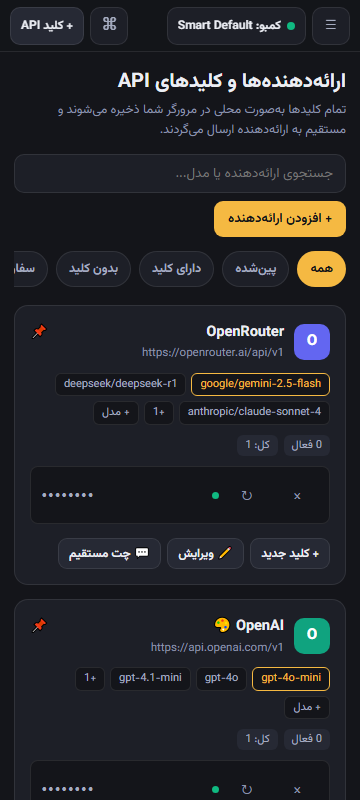 ☰
کمبو: Smart Default
⌘
+ کلید API
ارائه‌دهنده‌ها و کلیدهای API
تمام کلیدها به‌صورت محلی در مرورگر شما ذخیره می‌شوند و
مستقیم به ارائه‌دهنده ارسال می‌گردند.
جستجوی ارائه‌دهنده یا مدل...
+ افزودن ارائه‌دهنده
همه
پین‌شده
دارای کلید
بدون کلید
سفار
O
OpenRouter
📌
https://openrouter.ai/api/v1
google/gemini-2.5-flash
deepseek/deepseek-r1
anthropic/claude-sonnet-4
+1
+ مدل
0 فعال
کل: 1
× ↻ ••••••••
+ کلید جدید
✏️ ویرایش
💬 چت مستقیم
O
OpenAI 🎨
📌
https://api.openai.com/v1
gpt-4o-mini
gpt-4o
gpt-4.1-mini
+1
+ مدل
0 فعال
کل: 1
× ↻ ••••••••